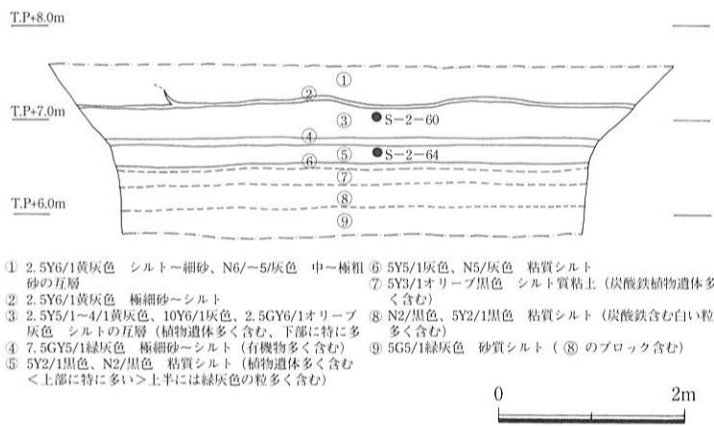 T.P+8.0m
①
②
T.P+7.0m
③ S-2-60
④
⑤ S-2-64
⑥
⑦
⑧
T.P+6.0m
⑨
① 2.5Y6/1黄灰色 シルト～細砂、N6/～5/灰色 中～極粗
砂の互層
② 2.5Y6/1黄灰色 極細砂～シルト
③ 2.5Y5/1～4/1黄灰色、10Y6/1灰色、2.5GY6/1オリーブ
灰色 シルトの互層（植物遺体多く含む、下部に特に多
④ 7.5GY5/1緑灰色 極細砂～シルト（有機物多く含む）
⑤ 5Y2/1黒色、N2/黒色 粘質シルト（植物遺体多く含む
＜上部に特に多い＞上半には緑灰色の粒多く含む）
⑥ 5Y5/1灰色、N5/灰色 粘質シルト
⑦ 5Y3/1オリーブ黒色 シルト質粘土（炭酸鉄植物遺体多
く含む）
⑧ N2/黒色、5Y2/1黒色 粘質シルト（炭酸鉄含む白い粒
多く含む）
⑨ 5G5/1緑灰色 砂質シルト（⑧のブロック含む）
0 2m